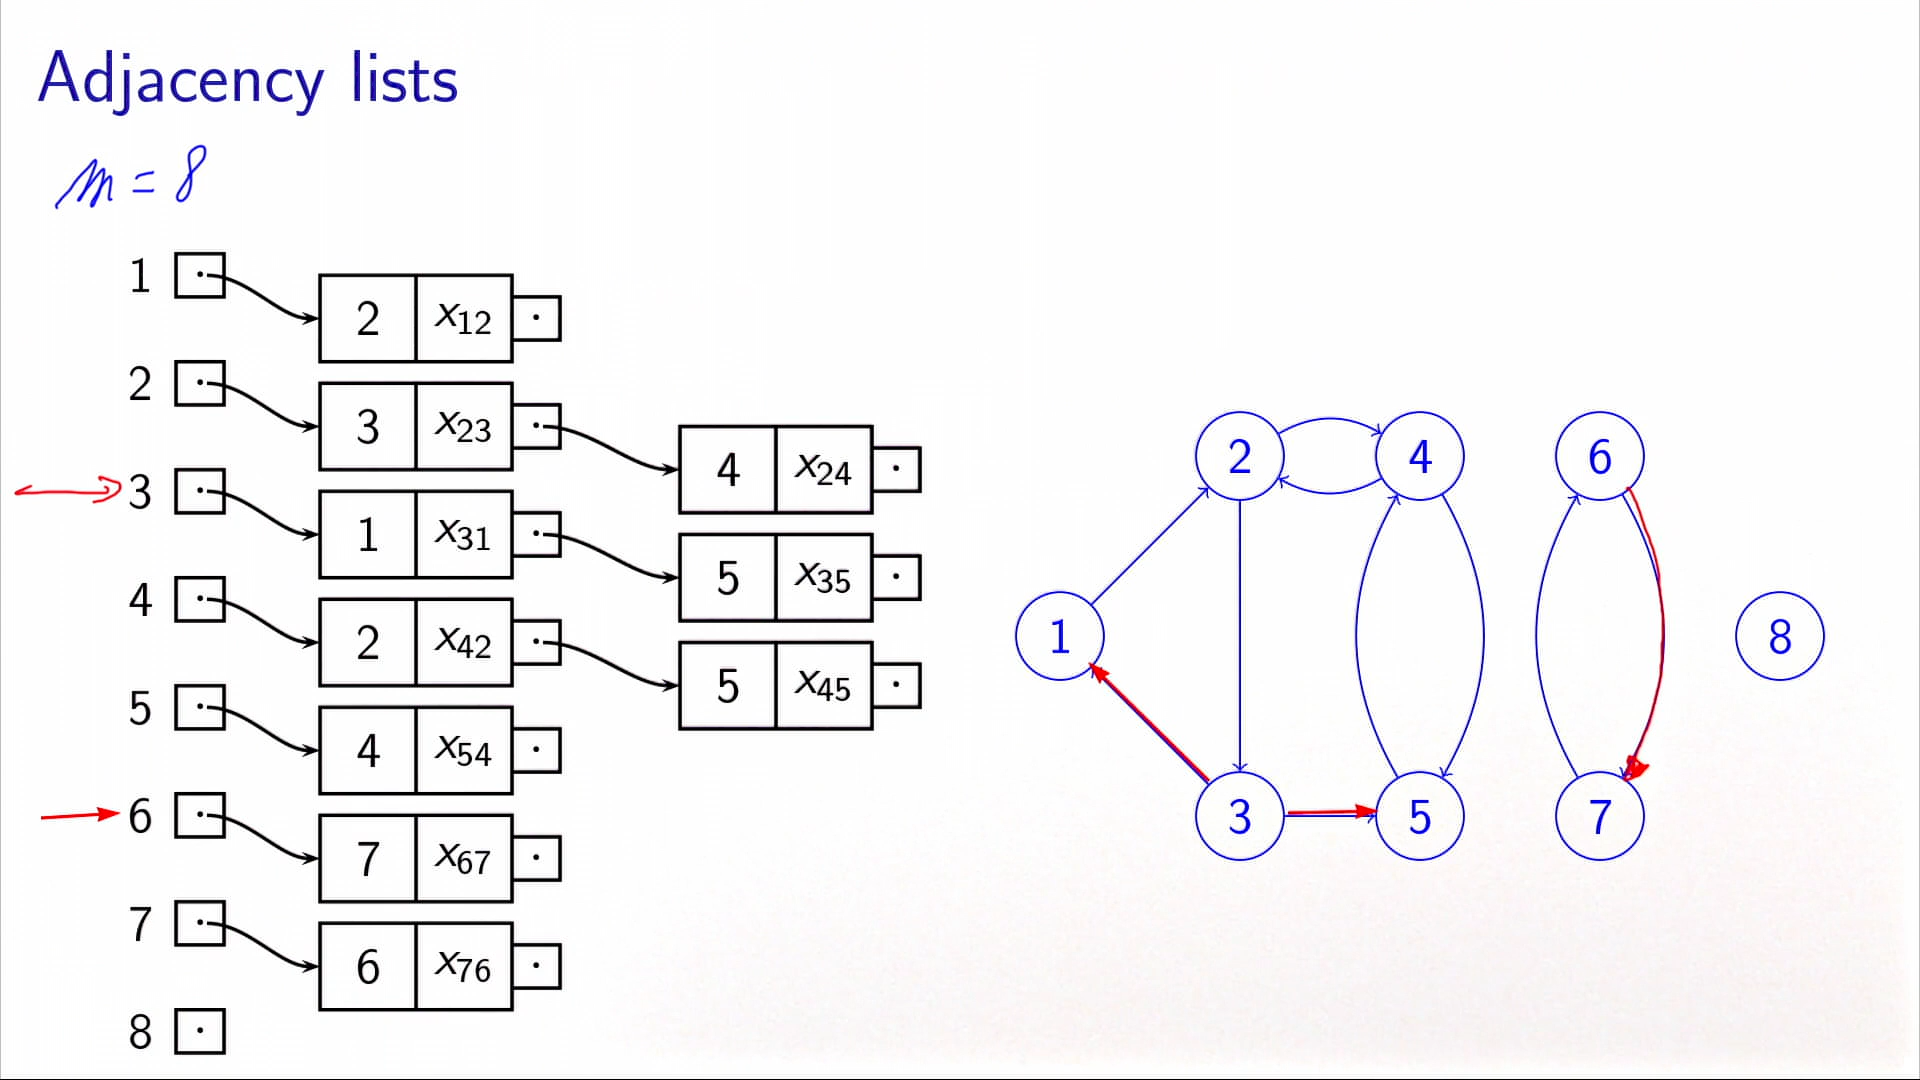 Adjacency lists
m = 8
1
2 x12
2
3 x23
4 x24
3
1 x31
5 x35
4
2 x42
5 x45
5
4 x54
6
7 x67
7
6 x76
8
2 4 6
1 8
3 5 7